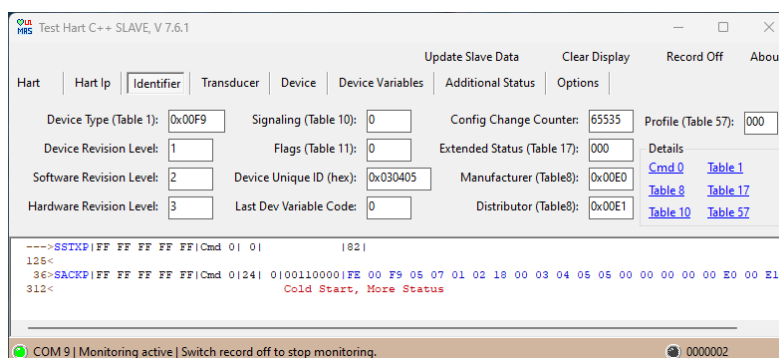 OUI
MRS
Test Hart C++ SLAVE, V 7.6.1
Update Slave Data Clear Display Record Off Abou
Hart Hart Ip Identifier Transducer Device Device Variables Additional Status Options
Device Type (Table 1): 0x00F9 Signaling (Table 10): 0 Config Change Counter: 65535 Profile (Table 57): 000
Device Revision Level: 1 Flags (Table 11): 0 Extended Status (Table 17): 000 Details
Software Revision Level: 2 Device Unique ID (hex): 0x030405 Manufacturer (Table8): 0x00E0 Cmd 0 Table 1
Hardware Revision Level: 3 Last Dev Variable Code: 0 Distributor (Table8): 0x00E1 Table 8 Table 17
Table 10 Table 57
--->SSTXP|FF FF FF FF FF|Cmd 0| 0| |82|
125<
36>SACKP|FF FF FF FF FF|Cmd 0|24| 0|00110000|FE 00 F9 05 07 01 02 18 00 03 04 05 05 00 00 00 00 00 E0 00 E1
312< Cold Start, More Status
COM 9 | Monitoring active | Switch record off to stop monitoring. 0000002